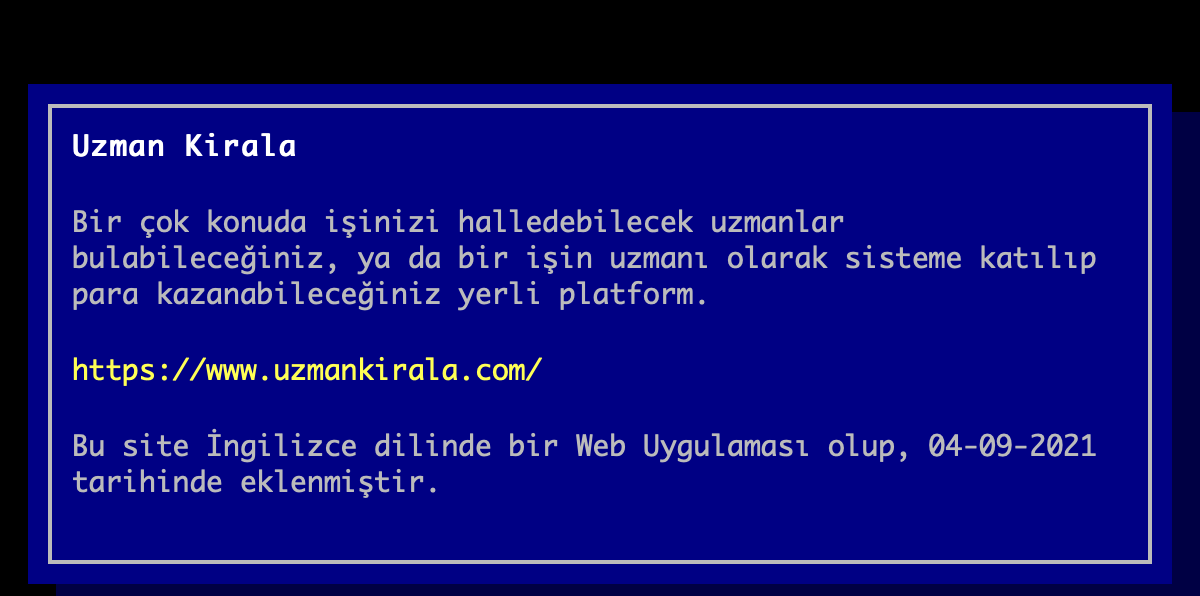 Uzman Kirala
Bir çok konuda işinizi halledebilecek uzmanlar
bulabileceğiniz, ya da bir işin uzmanı olarak sisteme katılıp
para kazanabileceğiniz yerli platform.
https://www.uzmankirala.com/
Bu site İngilizce dilinde bir Web Uygulaması olup, 04-09-2021
tarihinde eklenmiştir.